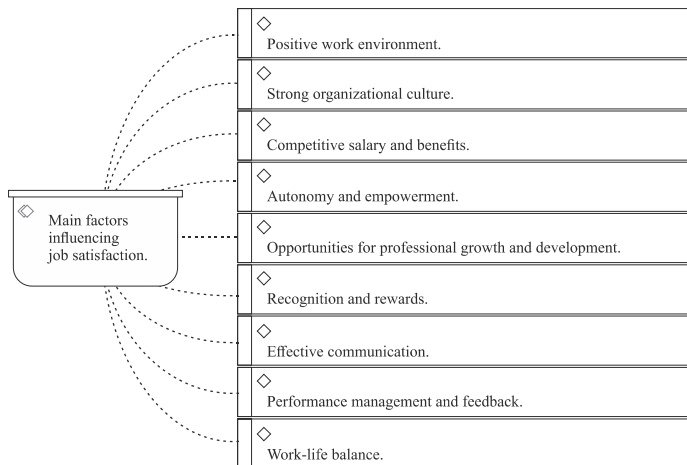 Positive work environment.
Strong organizational culture.
Competitive salary and benefits.
Autonomy and empowerment.
Main factors
influencing
job satisfaction.
Opportunities for professional growth and development.
Recognition and rewards.
Effective communication.
Performance management and feedback.
Work-life balance.